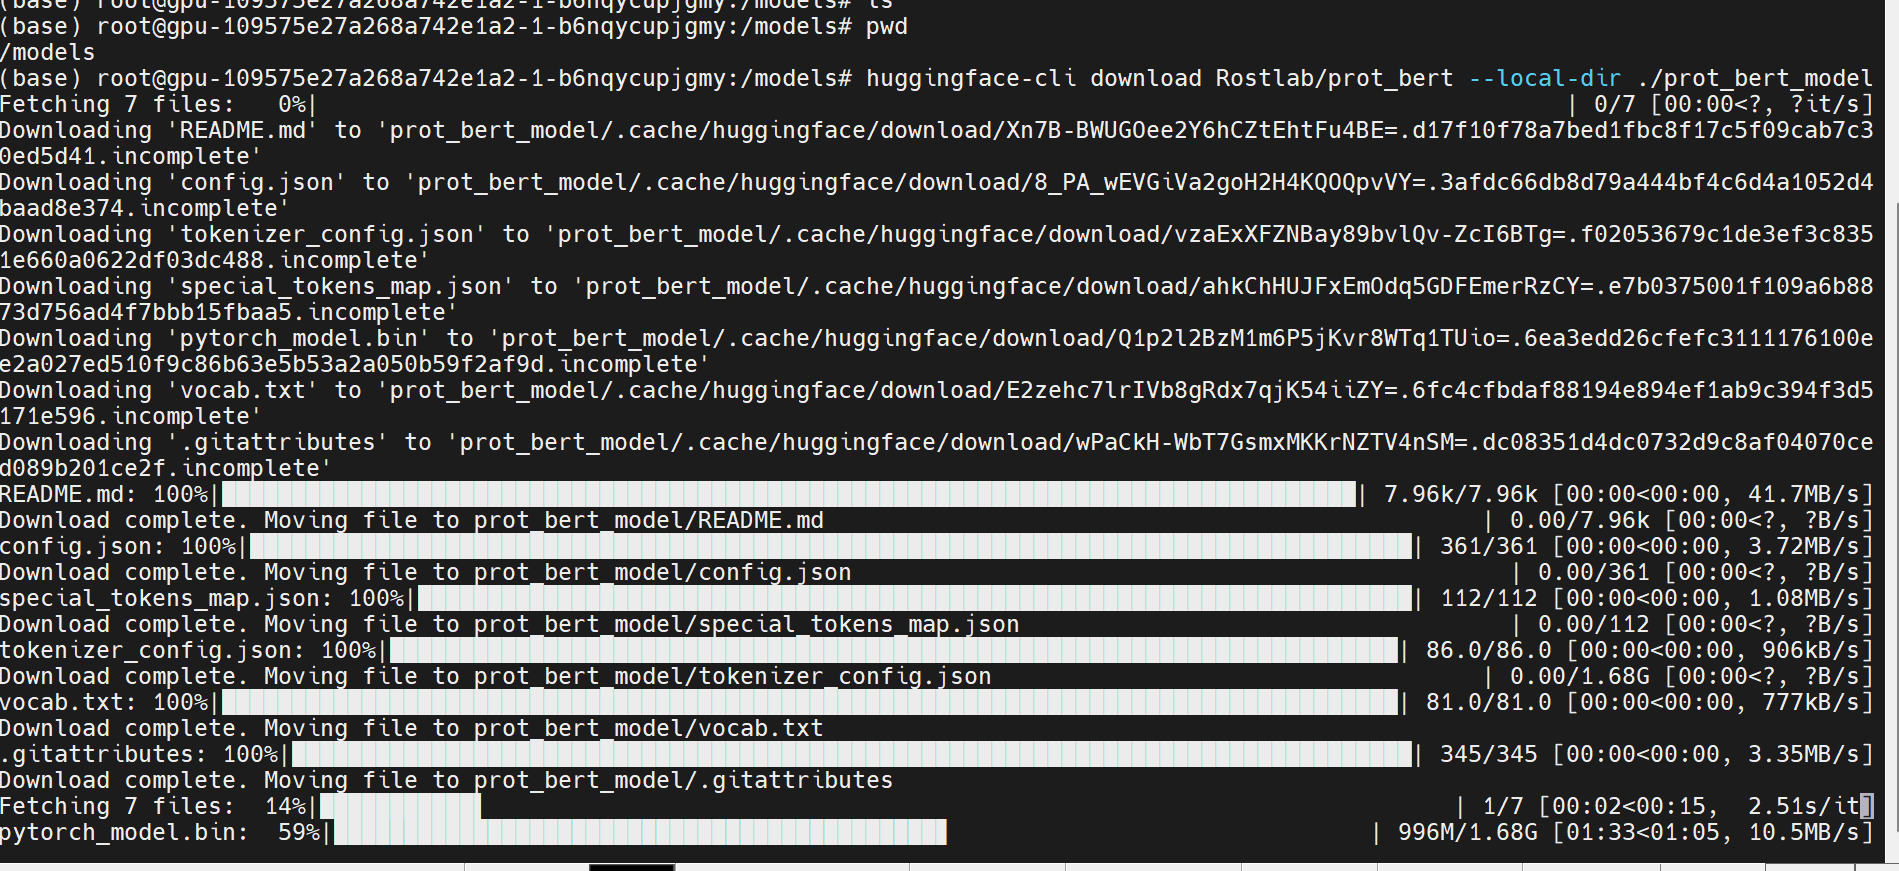 (base) root@gpu-109575e27a268a742e1a2-1-b6nqycupjgmy:/models# ls
(base) root@gpu-109575e27a268a742e1a2-1-b6nqycupjgmy:/models# pwd
/models
(base) root@gpu-109575e27a268a742e1a2-1-b6nqycupjgmy:/models# huggingface-cli download Rostlab/prot_bert --local-dir ./prot_bert_model
Fetching 7 files:   0%| | 0/7 [00:00<?, ?it/s]
Downloading 'README.md' to 'prot_bert_model/.cache/huggingface/download/Xn7B-BWUGOee2Y6hCZtEhtFu4BE=.d17f10f78a7bed1fbc8f17c5f09cab7c3
0ed5d41.incomplete'
Downloading 'config.json' to 'prot_bert_model/.cache/huggingface/download/8_PA_wEVGiVa2goH2H4KQOQpvVY=.3afdc66db8d79a444bf4c6d4a1052d4
baad8e374.incomplete'
Downloading 'tokenizer_config.json' to 'prot_bert_model/.cache/huggingface/download/vzaExXFZNBay89bvlQv-ZcI6BTg=.f02053679c1de3ef3c835
1e660a0622df03dc488.incomplete'
Downloading 'special_tokens_map.json' to 'prot_bert_model/.cache/huggingface/download/ahkChHUJFxEmOdq5GDFEmerRzCY=.e7b0375001f109a6b88
73d756ad4f7bbb15fbaa5.incomplete'
Downloading 'pytorch_model.bin' to 'prot_bert_model/.cache/huggingface/download/Q1p2l2BzM1m6P5jKvr8WTq1TUio=.6ea3edd26cfefc3111176100e
e2a027ed510f9c86b63e5b53a2a050b59f2af9d.incomplete'
Downloading 'vocab.txt' to 'prot_bert_model/.cache/huggingface/download/E2zehc7lrIVb8gRdx7qjK54iiZY=.6fc4cfbdaf88194e894ef1ab9c394f3d5
171e596.incomplete'
Downloading '.gitattributes' to 'prot_bert_model/.cache/huggingface/download/wPaCkH-WbT7GsmxMKKrNZTV4nSM=.dc08351d4dc0732d9c8af04070ce
d089b201ce2f.incomplete'
README.md: 100%| | 7.96k/7.96k [00:00<00:00, 41.7MB/s]
Download complete. Moving file to prot_bert_model/README.md | 0.00/7.96k [00:00<?, ?B/s]
config.json: 100%| | 361/361 [00:00<00:00, 3.72MB/s]
Download complete. Moving file to prot_bert_model/config.json | 0.00/361 [00:00<?, ?B/s]
special_tokens_map.json: 100%| | 112/112 [00:00<00:00, 1.08MB/s]
Download complete. Moving file to prot_bert_model/special_tokens_map.json | 0.00/112 [00:00<?, ?B/s]
tokenizer_config.json: 100%| | 86.0/86.0 [00:00<00:00, 906kB/s]
Download complete. Moving file to prot_bert_model/tokenizer_config.json | 0.00/1.68G [00:00<?, ?B/s]
vocab.txt: 100%| | 81.0/81.0 [00:00<00:00, 777kB/s]
Download complete. Moving file to prot_bert_model/vocab.txt
.gitattributes: 100%| | 345/345 [00:00<00:00, 3.35MB/s]
Download complete. Moving file to prot_bert_model/.gitattributes
Fetching 7 files:  14%| | 1/7 [00:02<00:15,  2.51s/it]
pytorch_model.bin:  59%| | 996M/1.68G [01:33<01:05, 10.5MB/s]